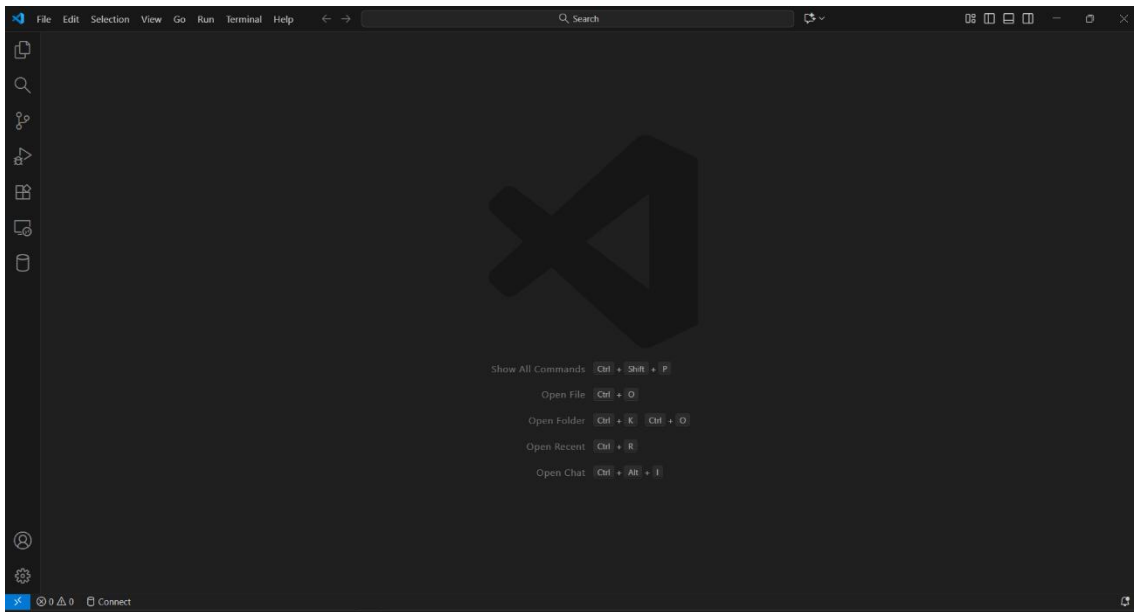 File Edit Selection View Go Run Terminal Help
Search
Show All Commands Ctrl + Shift + P
Open File Ctrl + O
Open Folder Ctrl + K Ctrl + O
Open Recent Ctrl + R
Open Chat Ctrl + Alt + I
0 0 Connect